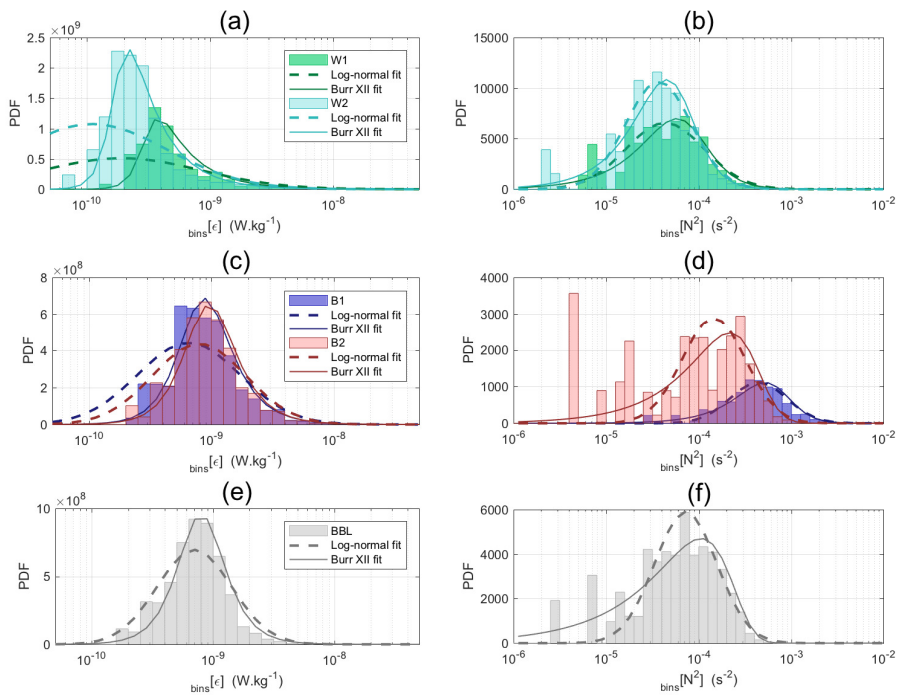 (a)
×10⁹
2.5
2
1.5
1
0.5
0
PDF
10⁻¹⁰
10⁻⁹
10⁻⁸
bins[ϵ] (W.kg⁻¹)
W1
Log-normal fit
Burr XII fit
W2
Log-normal fit
Burr XII fit
(b)
15000
10000
5000
0
PDF
10⁻⁶
10⁻⁵
10⁻⁴
10⁻³
10⁻²
bins[N²] (s⁻²)
(c)
×10⁸
8
6
4
2
0
PDF
10⁻¹⁰
10⁻⁹
10⁻⁸
bins[ϵ] (W.kg⁻¹)
B1
Log-normal fit
Burr XII fit
B2
Log-normal fit
Burr XII fit
(d)
4000
3000
2000
1000
0
PDF
10⁻⁶
10⁻⁵
10⁻⁴
10⁻³
10⁻²
bins[N²] (s⁻²)
(e)
×10⁸
10
5
0
PDF
10⁻¹⁰
10⁻⁹
10⁻⁸
bins[ϵ] (W.kg⁻¹)
BBL
Log-normal fit
Burr XII fit
(f)
6000
4000
2000
0
PDF
10⁻⁶
10⁻⁵
10⁻⁴
10⁻³
10⁻²
bins[N²] (s⁻²)